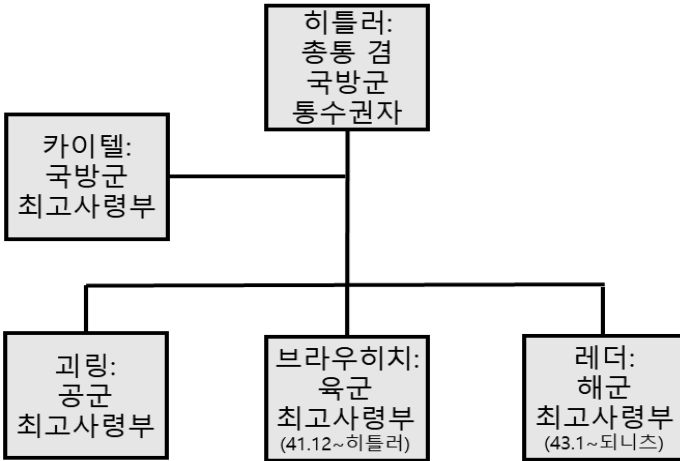 히틀러:
총통 겸
국방군
통수권자
카이텔:
국방군
최고사령부
괴링:
공군
최고사령부
브라우히치:
육군
최고사령부
(41.12~히틀러)
레더:
해군
최고사령부
(43.1~되니츠)